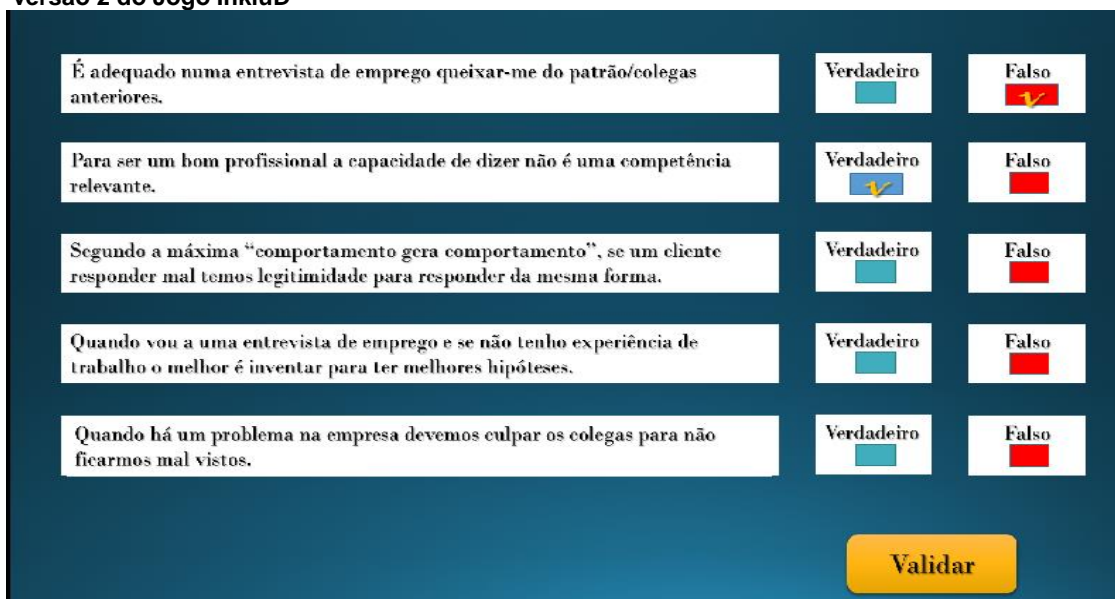 Versão 2 do Jogo InkluD
É adequado numa entrevista de emprego queixar-me do patrão/colegas
anteriores.
Verdadeiro
Falso
Para ser um bom profissional a capacidade de dizer não é uma competência
relevante.
Verdadeiro
Falso
Segundo a máxima “comportamento gera comportamento”, se um cliente
responder mal temos legitimidade para responder da mesma forma.
Verdadeiro
Falso
Quando vou a uma entrevista de emprego e se não tenho experiência de
trabalho o melhor é inventar para ter melhores hipóteses.
Verdadeiro
Falso
Quando há um problema na empresa devemos culpar os colegas para não
ficarmos mal vistos.
Verdadeiro
Falso
Validar